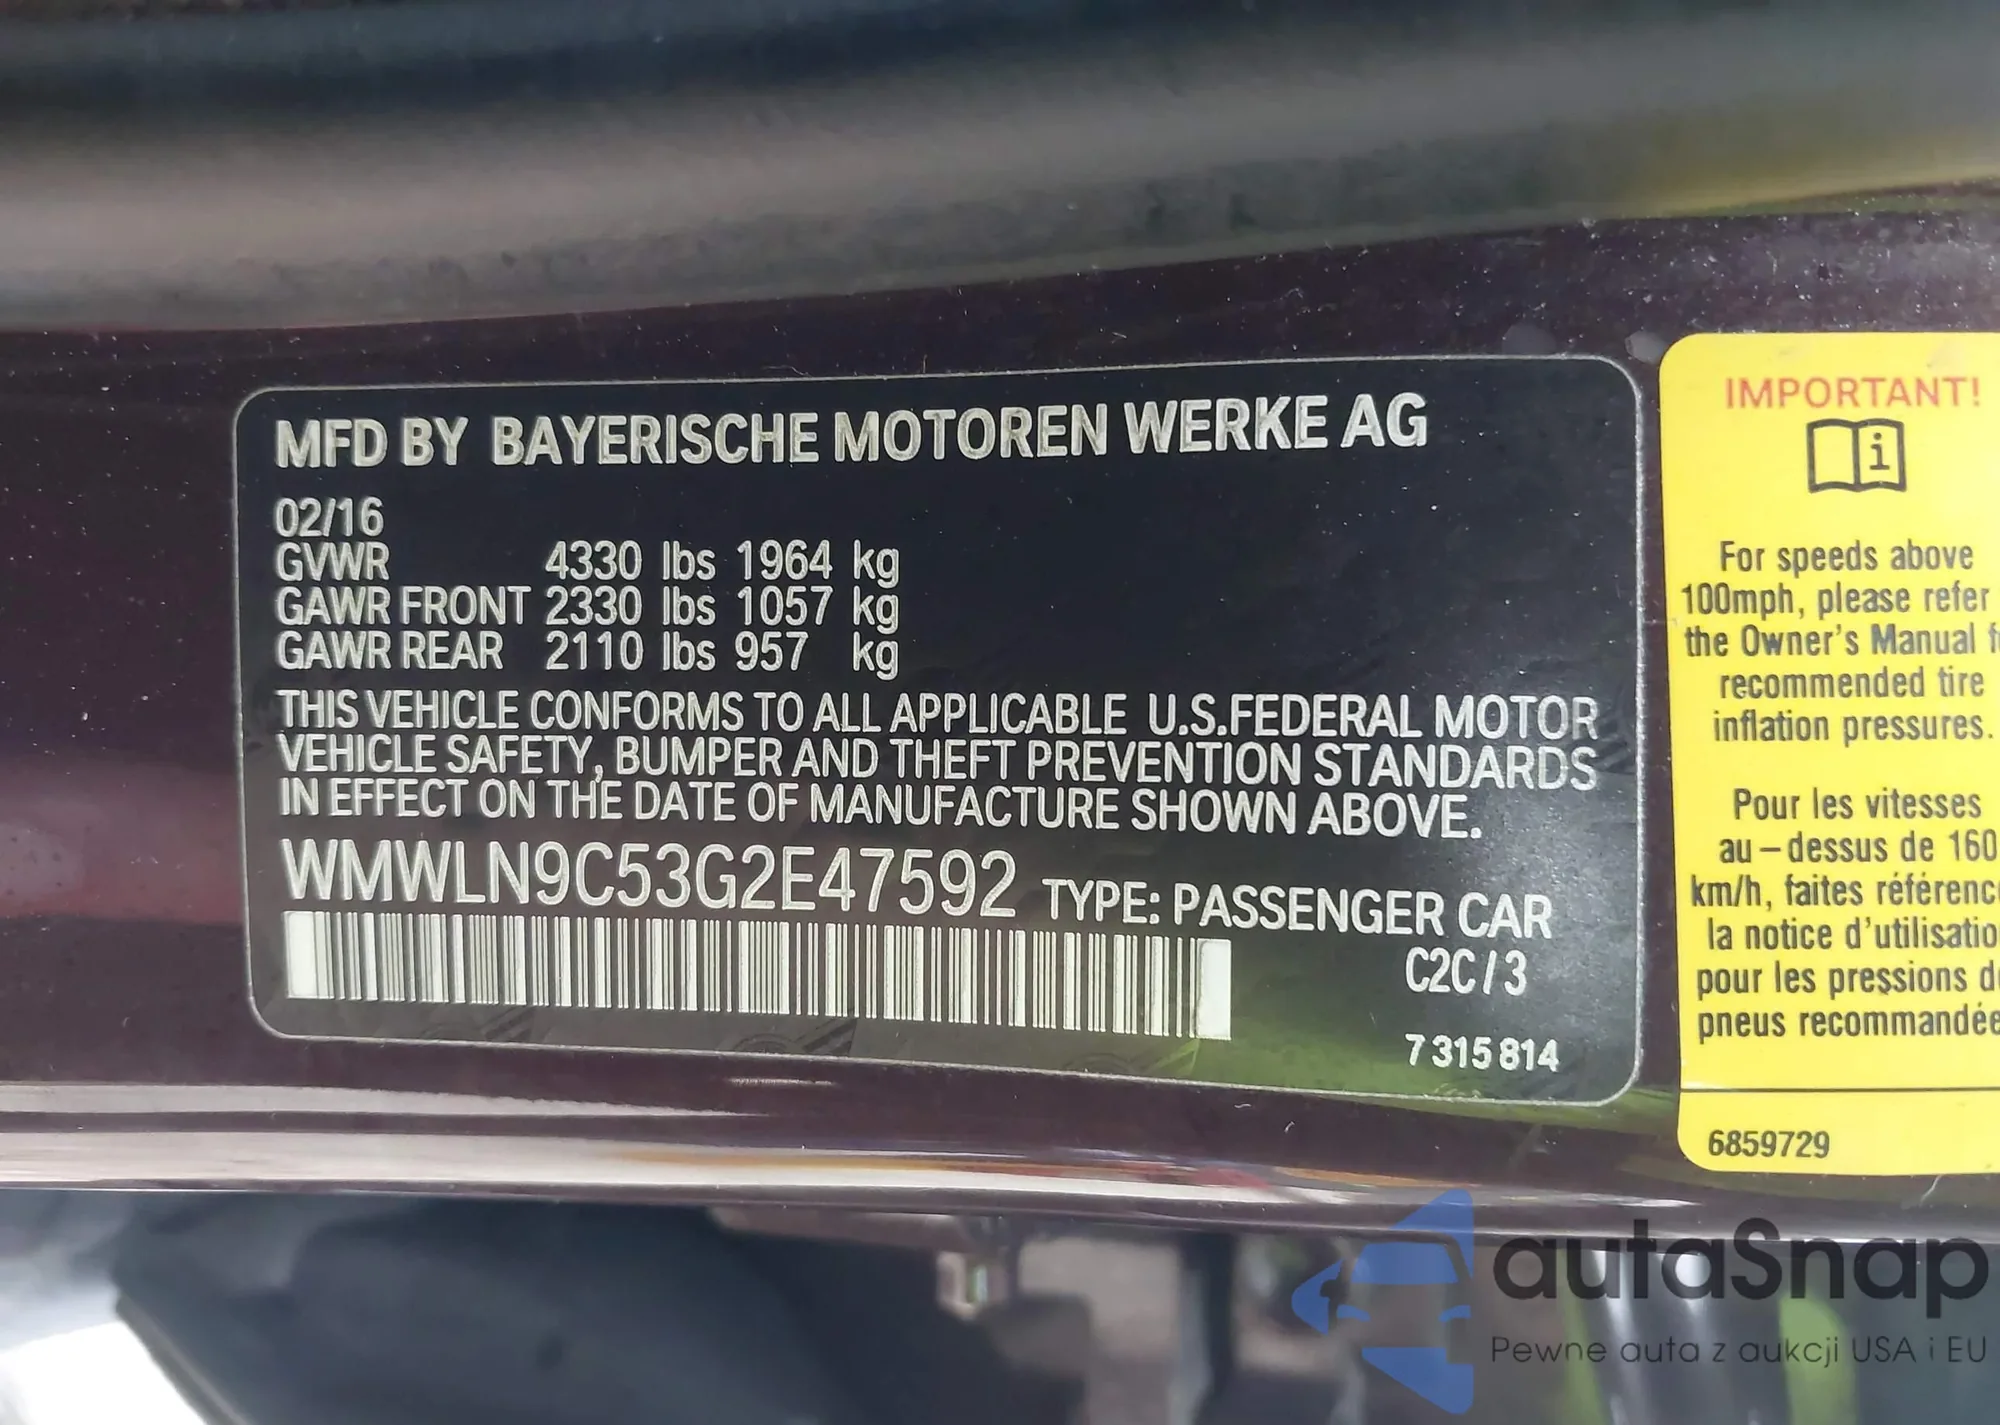 MFD BY BAYERISCHE MOTOREN WERKE AG
02/16
GVWR 4330 lbs 1964 kg
GAWR FRONT 2330 lbs 1057 kg
GAWR REAR 2110 lbs 957 kg
THIS VEHICLE CONFORMS TO ALL APPLICABLE U.S.FEDERAL MOTOR
VEHICLE SAFETY, BUMPER AND THEFT PREVENTION STANDARDS
IN EFFECT ON THE DATE OF MANUFACTURE SHOWN ABOVE.
WMWLN9C53G2E47592 TYPE: PASSENGER CAR
C2C/3
7 315 814
IMPORTANT!
i
For speeds above
100mph, please refer
the Owner's Manual
recommended tire
inflation pressures.
Pour les vitesses
au-dessus de 160
km/h, faites
la notice
pour les pressions
pneus
6859729
autaSnap
Pewne auta z aukcji USA i EU